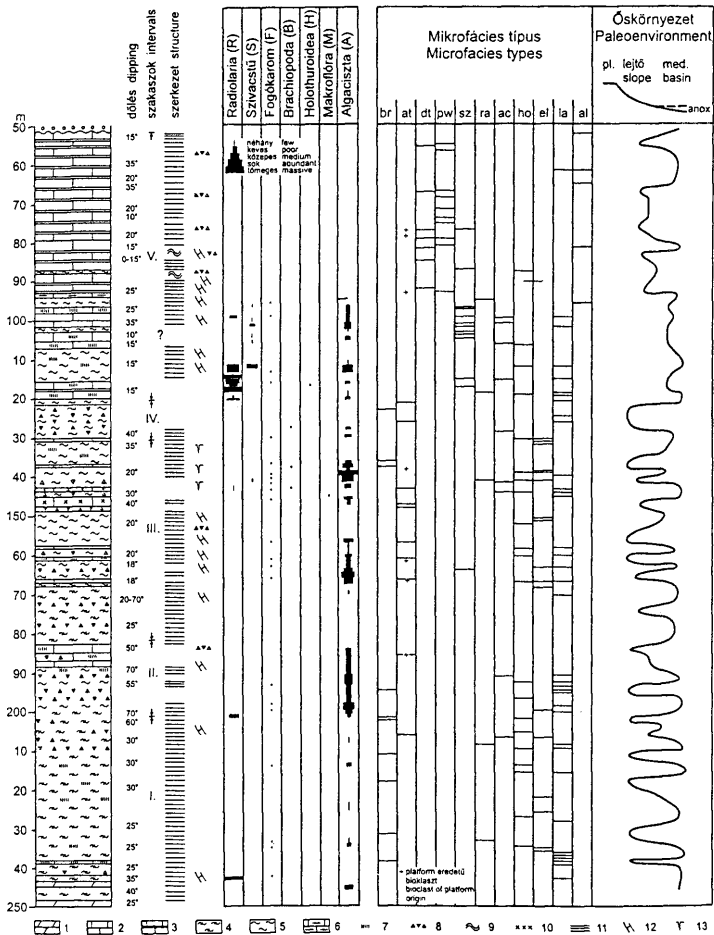 dőlés dipping
szakaszok intervals
szerkezet structure
Radiolaria (R)
Szivacstű (S)
Fogókarom (F)
Brachiopoda (B)
Holothuroidea (H)
Makroflóra (M)
Algaciszta (A)
Mikrofácies típus
Microfacies types
br at dt pw sz ra ac ho el la al
Őskörnyezet
Paleoenvironment
pl. lejtő med.
slope basin
anox
m
50
60
70
80
90
100
10
20
30
40
150
60
70
80
90
200
10
20
30
40
250
15°
35°
20°
35°
20°
10°
20°
15°
0-15°
25°
25°
35°
10°
15°
15°
15°
40°
35°
20°
30°
40°
20°
20°
18°
18°
20-70°
25°
50°
70°
55°
70°
60°
30°
30°
30°
25°
25°
25°
35°
40°
25°
V.
?
IV.
III.
II.
I.
néhány few
kevés poor
közepes medium
sok abundant
tömeges massive
+ platform eredetű
bioklaszt
bioclast of platform
origin
1 2 3 4 5 6 7 8 9 10 11 12 13